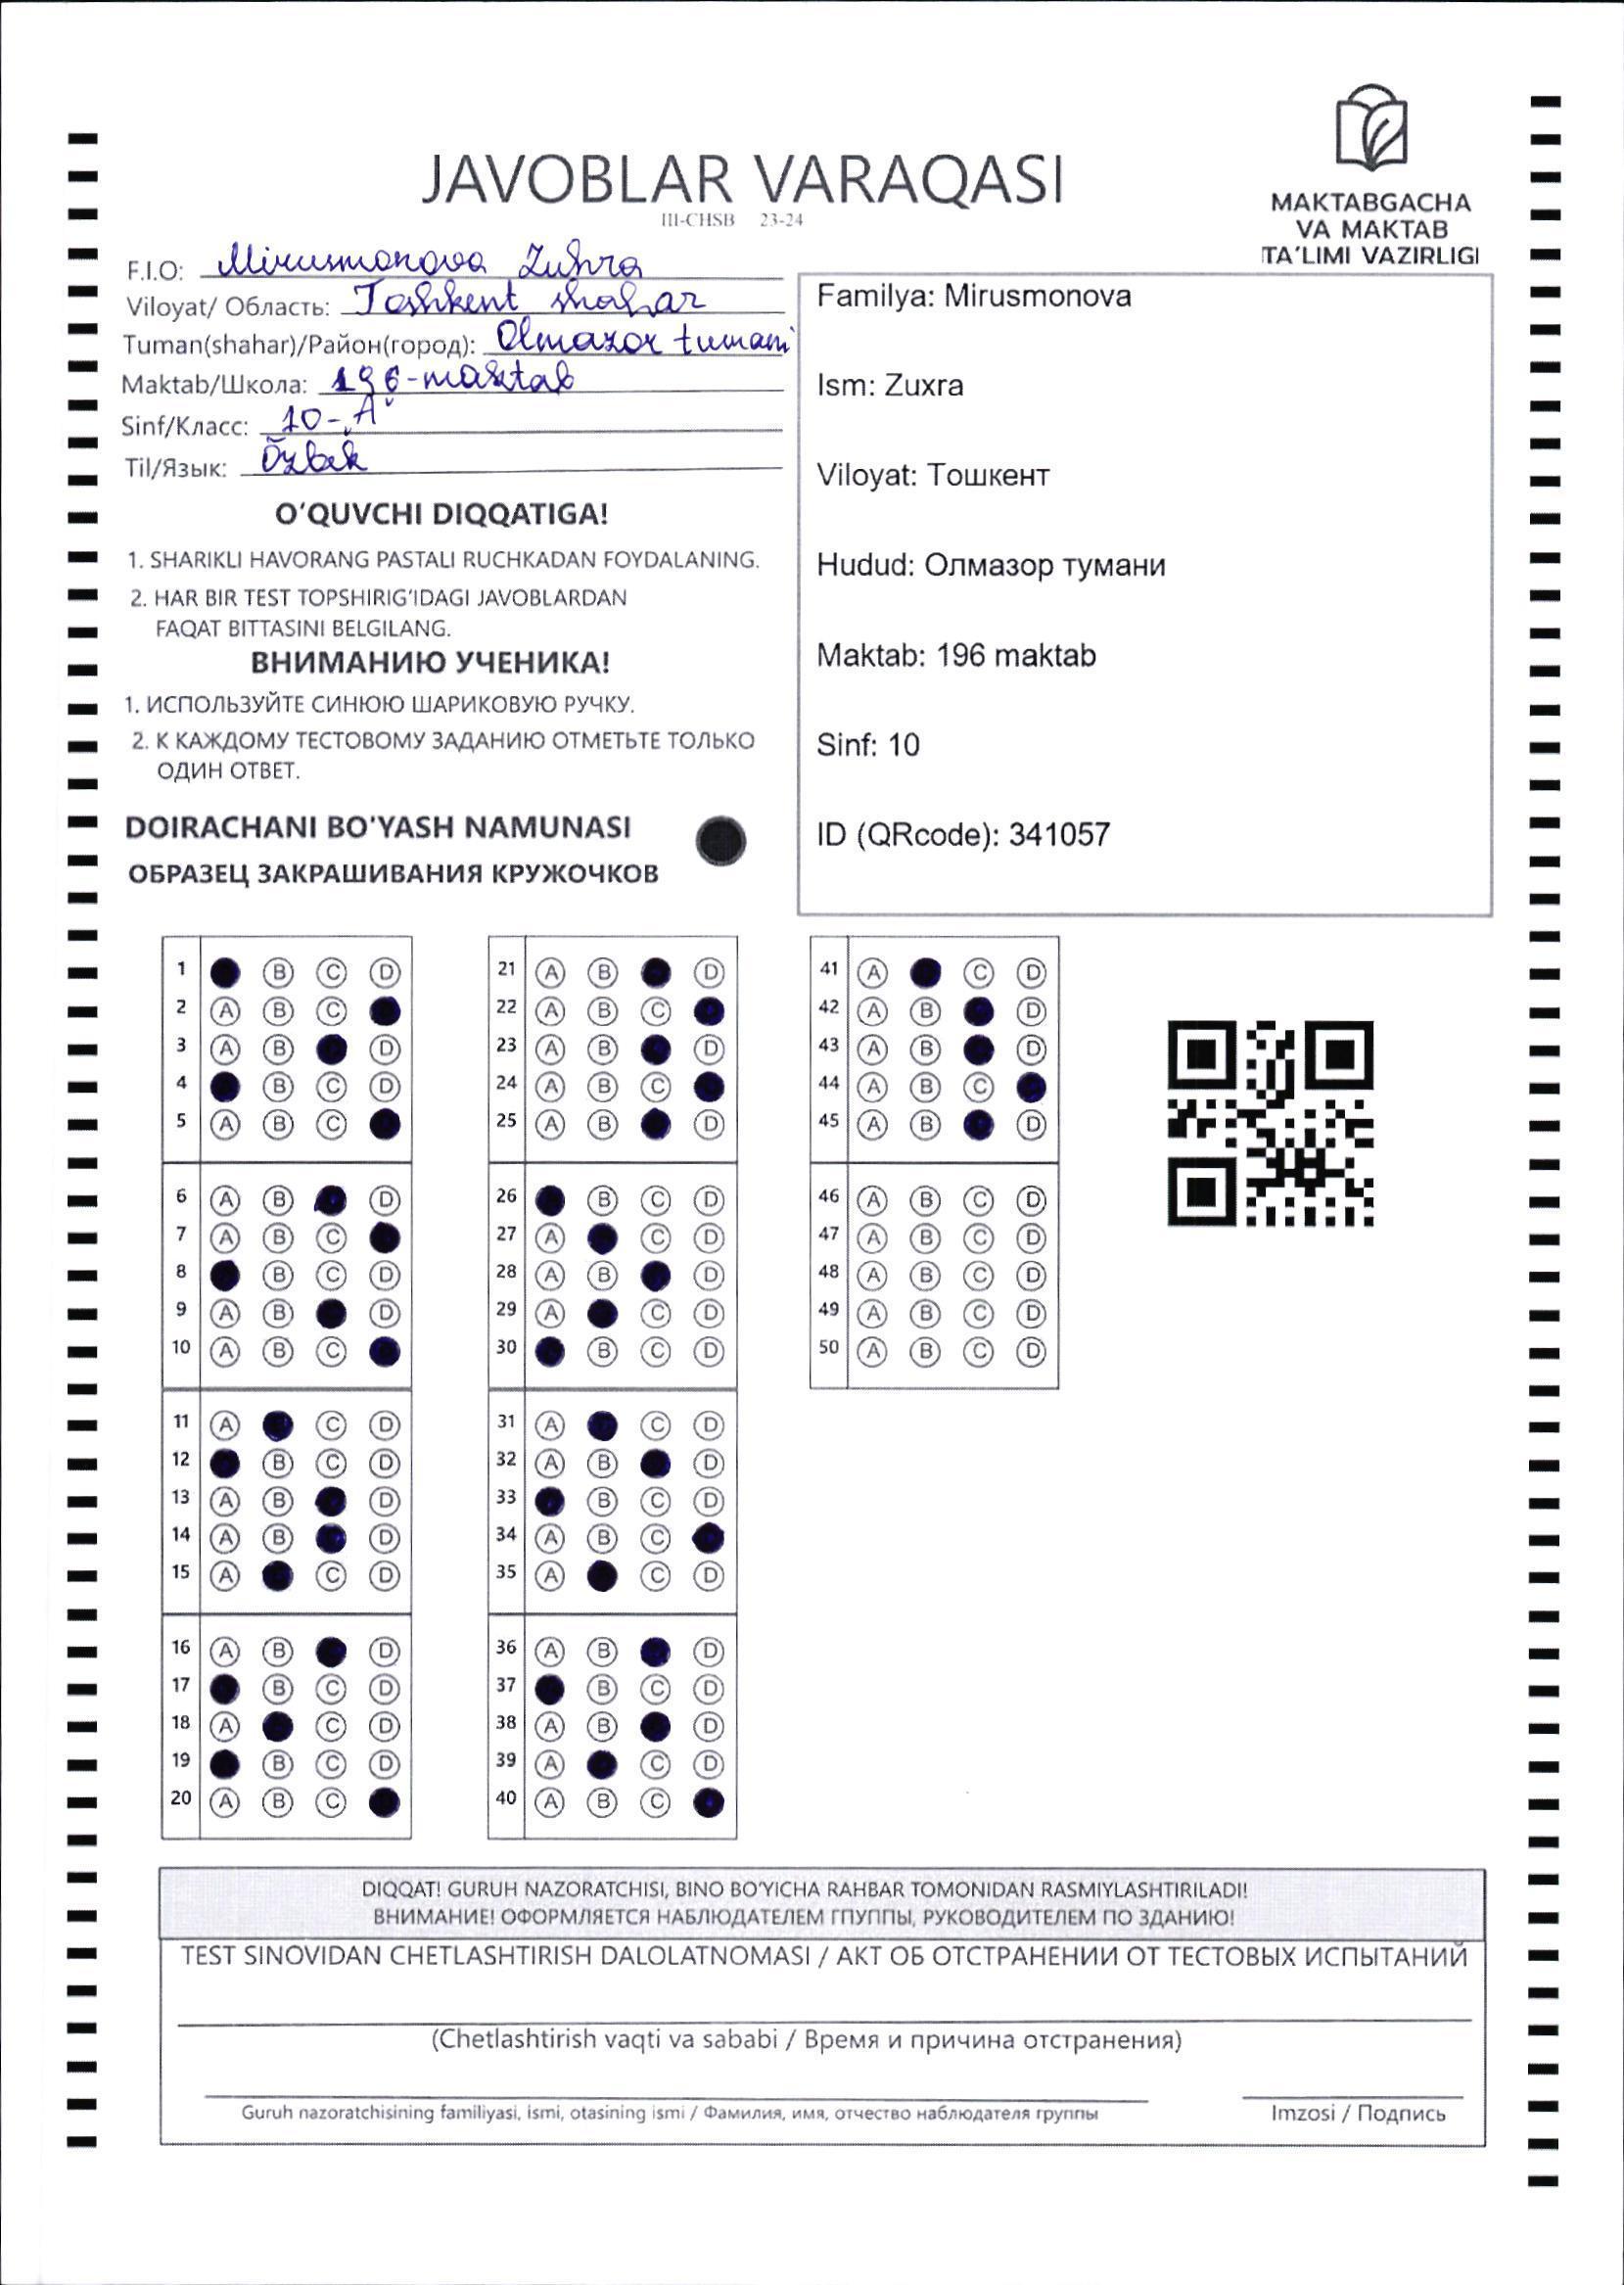 JAVOBLAR VARAQASI
III-CHSB 23-24
MAKTABGACHA
VA MAKTAB
TA'LIMI VAZIRLIGI
F.I.O: Mirusmonova Zuhra
Viloyat/ Область: Toshkent shahar
Tuman(shahar)/Район(город): Olmazor tumani
Maktab/Школа: 196-maktab
Sinf/Класс: 10-„A"
Til/Язык: Õzbek
O'QUVCHI DIQQATIGA!
1. SHARIKLI HAVORANG PASTALI RUCHKADAN FOYDALANING.
2. HAR BIR TEST TOPSHIRIG'IDAGI JAVOBLARDAN
FAQAT BITTASINI BELGILANG.
ВНИМАНИЮ УЧЕНИКА!
1. ИСПОЛЬЗУЙТЕ СИНЮЮ ШАРИКОВУЮ РУЧКУ.
2. К КАЖДОМУ ТЕСТОВОМУ ЗАДАНИЮ ОТМЕТЬТЕ ТОЛЬКО
ОДИН ОТВЕТ.
DOIRACHANI BO'YASH NAMUNASI
ОБРАЗЕЦ ЗАКРАШИВАНИЯ КРУЖОЧКОВ
Familya: Mirusmonova
Ism: Zuxra
Viloyat: Тошкент
Hudud: Олмазор тумани
Maktab: 196 maktab
Sinf: 10
ID (QRcode): 341057
1 B C D
2 A B C
3 A B D
4 B C D
5 A B C
6 A B D
7 A B C
8 B C D
9 A B D
10 A B C
11 A C D
12 B C D
13 A B D
14 A B D
15 A C D
16 A B D
17 B C D
18 A C D
19 B C D
20 A B C
21 A B D
22 A B C
23 A B D
24 A B C
25 A B D
26 B C D
27 A C D
28 A B D
29 A C D
30 B C D
31 A C D
32 A B D
33 B C D
34 A B C
35 A C D
36 A B D
37 B C D
38 A B D
39 A C D
40 A B C
41 A C D
42 A B D
43 A B D
44 A B C
45 A B D
46 A B C D
47 A B C D
48 A B C D
49 A B C D
50 A B C D
DIQQAT! GURUH NAZORATCHISI, BINO BO'YICHA RAHBAR TOMONIDAN RASMIYLASHTIRILADI!
ВНИМАНИЕ! ОФОРМЛЯЕТСЯ НАБЛЮДАТЕЛЕМ ГПУППЫ, РУКОВОДИТЕЛЕМ ПО ЗДАНИЮ!
TEST SINOVIDAN CHETLASHTIRISH DALOLATNOMASI / АКТ ОБ ОТСТРАНЕНИИ ОТ ТЕСТОВЫХ ИСПЫТАНИЙ
(Chetlashtirish vaqti va sababi / Время и причина отстранения)
Guruh nazoratchisining familiyasi, ismi, otasining ismi / Фамилия, имя, отчество наблюдателя группы
Imzosi / Подпись